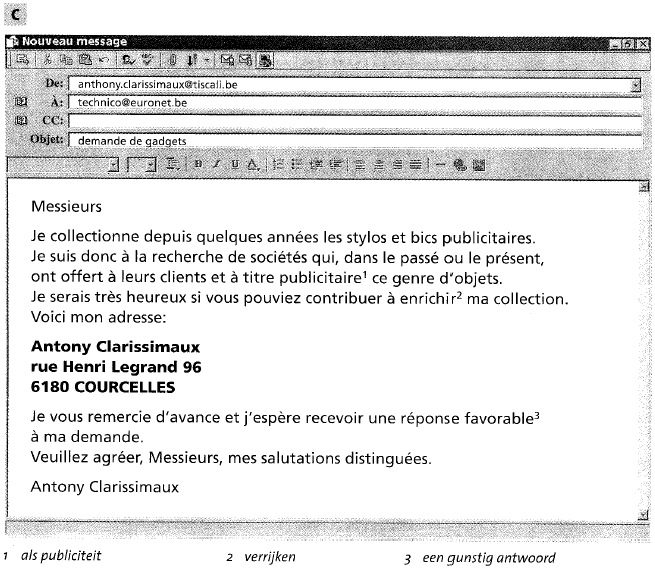 C
Nouveau message
De: anthony.clarissimaux@tiscali.be
À: technico@euronet.be
CC:
Objet: demande de gadgets
B I U A
Messieurs
Je collectionne depuis quelques années les stylos et bics publicitaires.
Je suis donc à la recherche de sociétés qui, dans le passé ou le présent,
ont offert à leurs clients et à titre publicitaire¹ ce genre d'objets.
Je serais très heureux si vous pouviez contribuer à enrichir² ma collection.
Voici mon adresse:
Antony Clarissimaux
rue Henri Legrand 96
6180 COURCELLES
Je vous remercie d'avance et j'espère recevoir une réponse favorable³
à ma demande.
Veuillez agréer, Messieurs, mes salutations distinguées.
Antony Clarissimaux
1 als publiciteit 2 verrijken 3 een gunstig antwoord